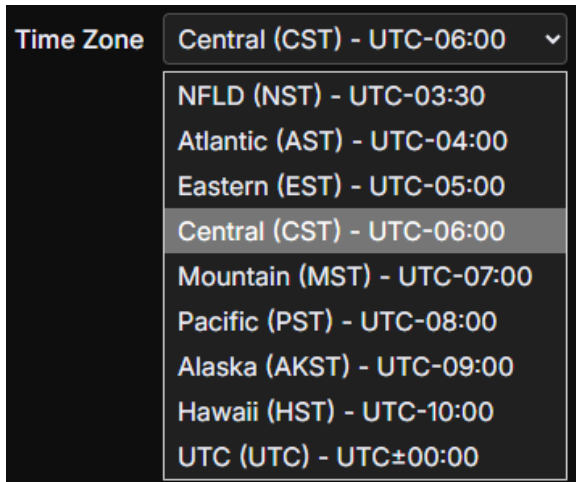 Time Zone Central (CST) - UTC-06:00
NFLD (NST) - UTC-03:30
Atlantic (AST) - UTC-04:00
Eastern (EST) - UTC-05:00
Central (CST) - UTC-06:00
Mountain (MST) - UTC-07:00
Pacific (PST) - UTC-08:00
Alaska (AKST) - UTC-09:00
Hawaii (HST) - UTC-10:00
UTC (UTC) - UTC±00:00